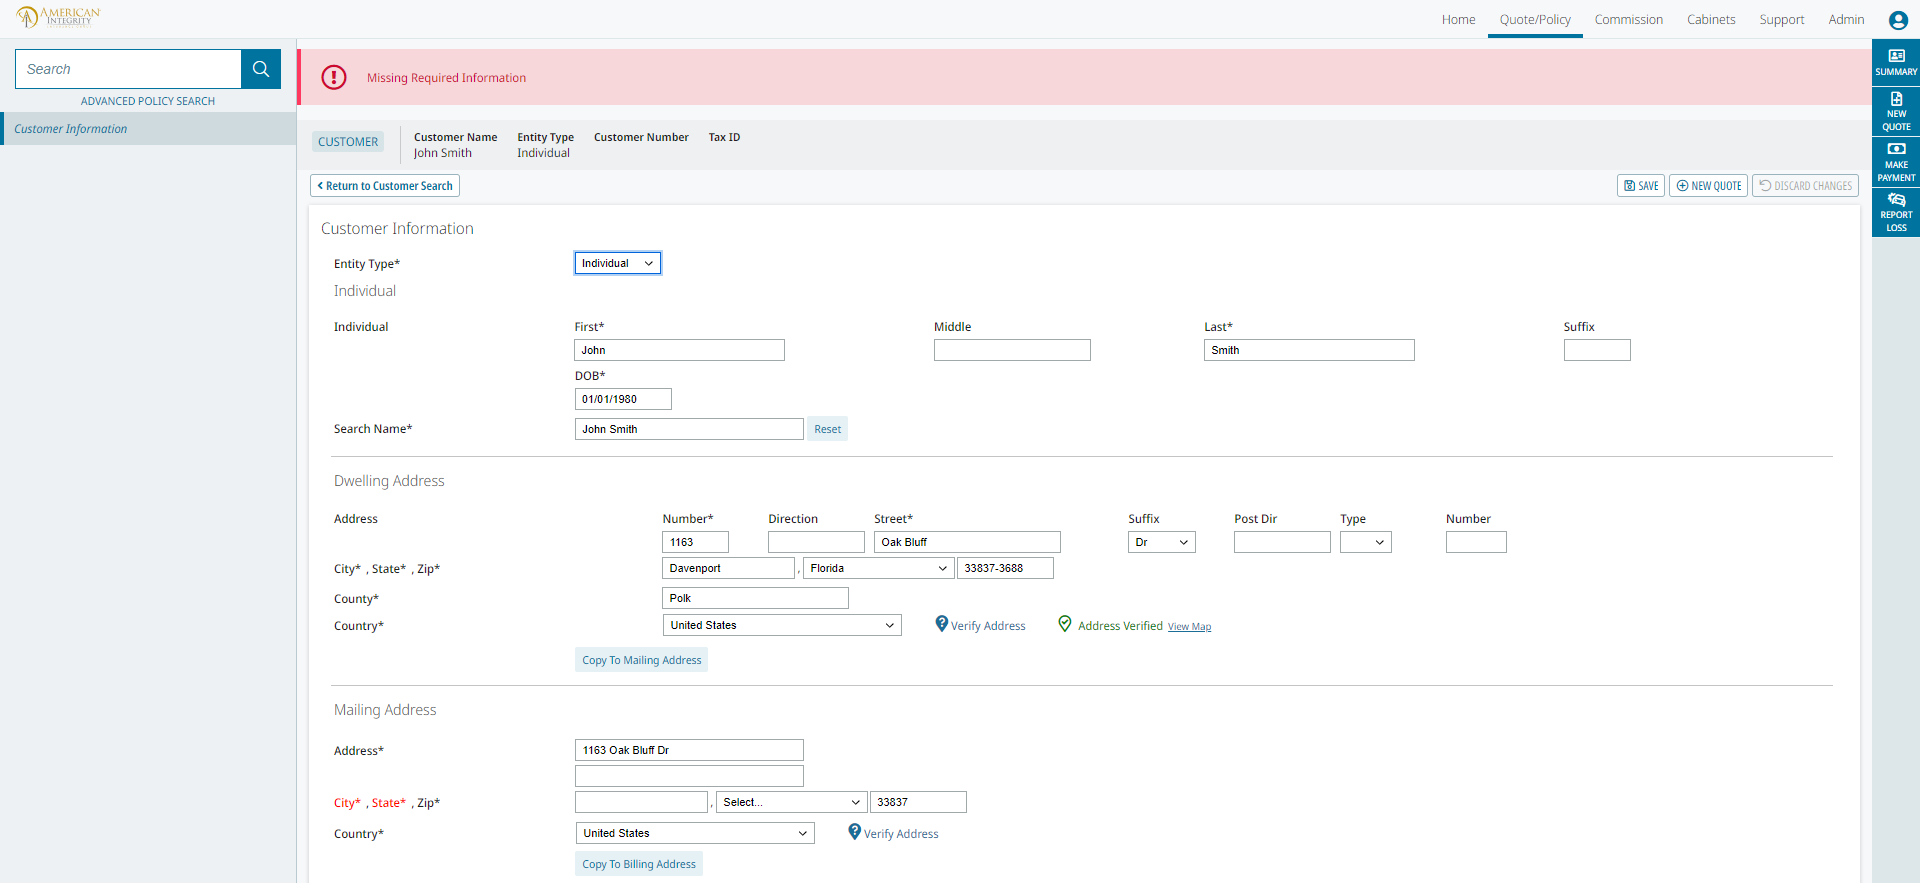 AMERICAN
INTEGRITY
Home Quote/Policy Commission Cabinets Support Admin
Search
ADVANCED POLICY SEARCH
Customer Information
Missing Required Information
SUMMARY
NEW
QUOTE
MAKE
PAYMENT
REPORT
LOSS
CUSTOMER
Customer Name Entity Type Customer Number Tax ID
John Smith Individual
Return to Customer Search
SAVE NEW QUOTE DISCARD CHANGES
Customer Information
Entity Type* Individual
Individual
Individual First* Middle Last* Suffix
John Smith
DOB*
01/01/1980
Search Name* John Smith Reset
Dwelling Address
Address Number* Direction Street* Suffix Post Dir Type Number
1163 Oak Bluff Dr
City* , State* , Zip* Davenport , Florida 33837-3688
County* Polk
Country* United States Verify Address Address Verified View Map
Copy To Mailing Address
Mailing Address
Address* 1163 Oak Bluff Dr
City* , State* , Zip* , Select... 33837
Country* United States Verify Address
Copy To Billing Address